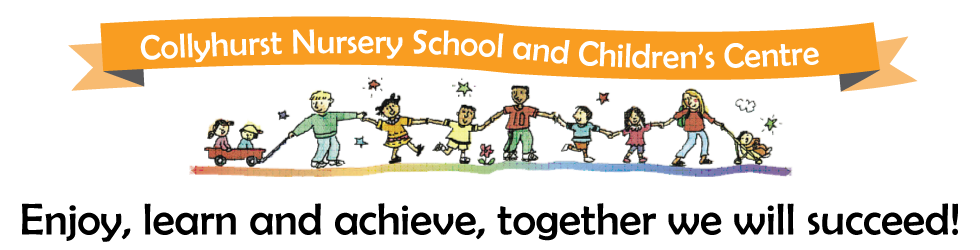 Collyhurst Nursery School and Children's Centre
Enjoy, learn and achieve, together we will succeed!